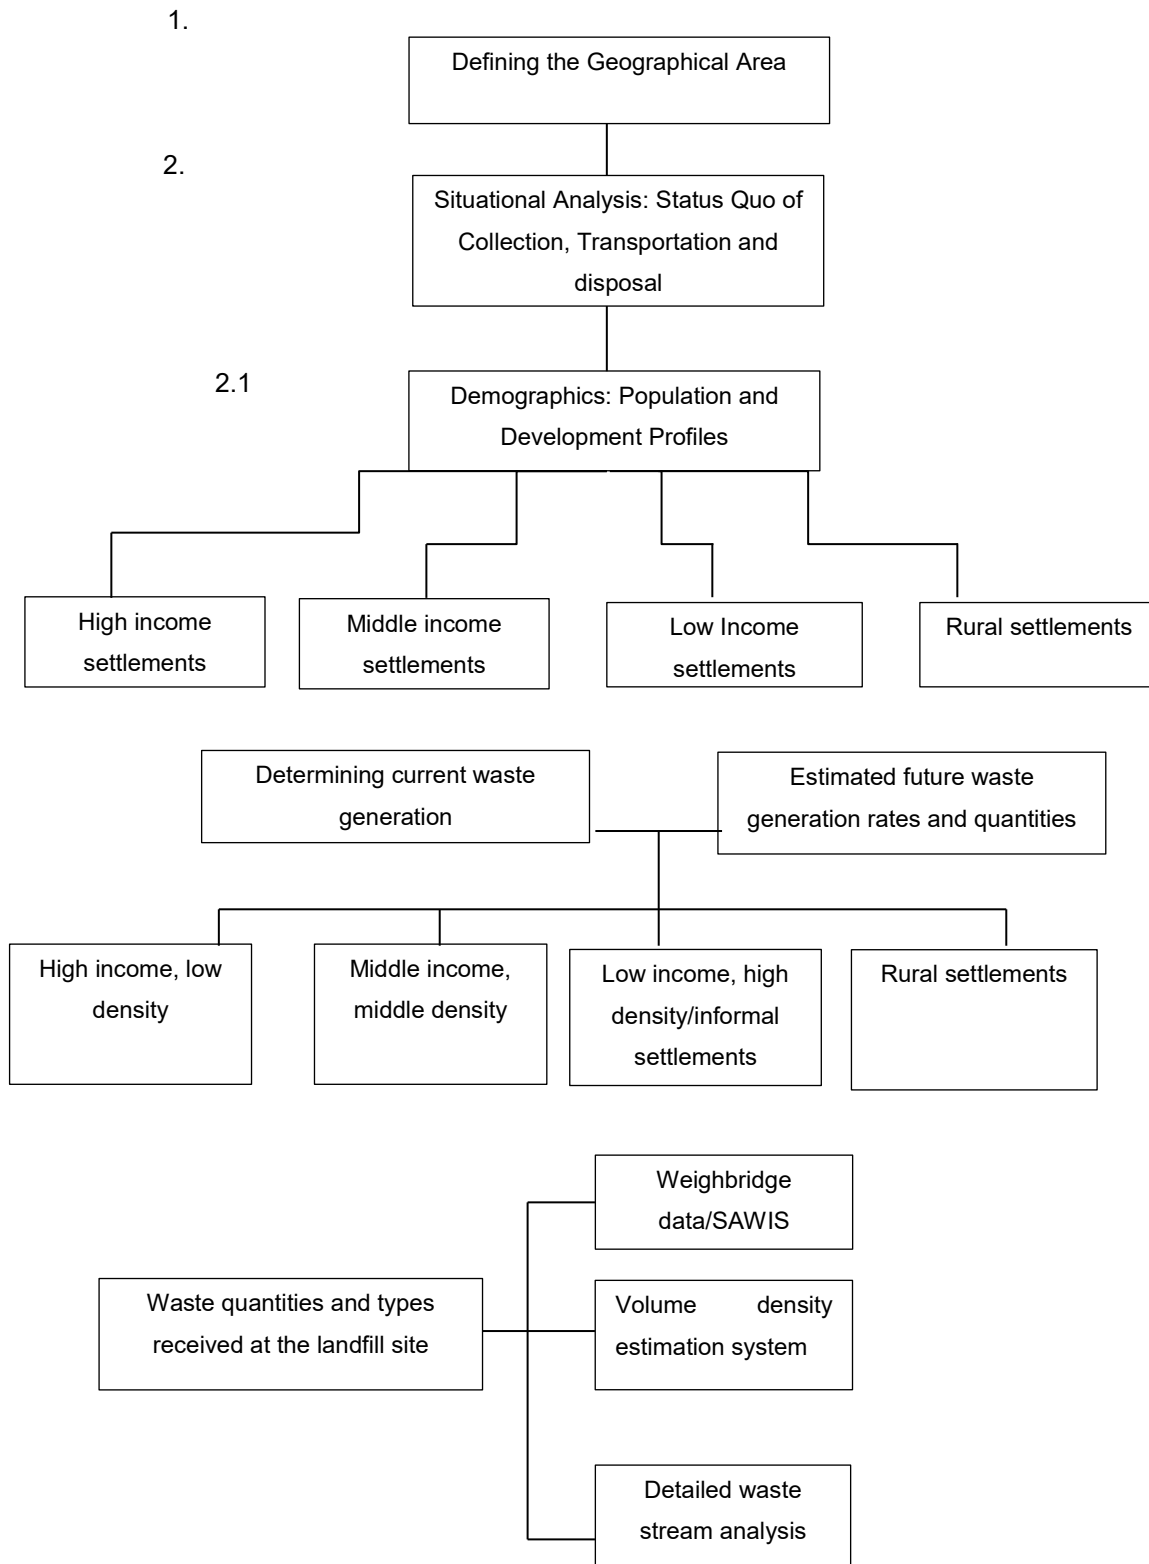 1.
Defining the Geographical Area
2.
Situational Analysis: Status Quo of
Collection, Transportation and
disposal
2.1
Demographics: Population and
Development Profiles
High income
settlements
Middle income
settlements
Low Income
settlements
Rural settlements
Determining current waste
generation
Estimated future waste
generation rates and quantities
High income, low
density
Middle income,
middle density
Low income, high
density/informal
settlements
Rural settlements
Weighbridge
data/SAWIS
Waste quantities and types
received at the landfill site
Volume density
estimation system
Detailed waste
stream analysis